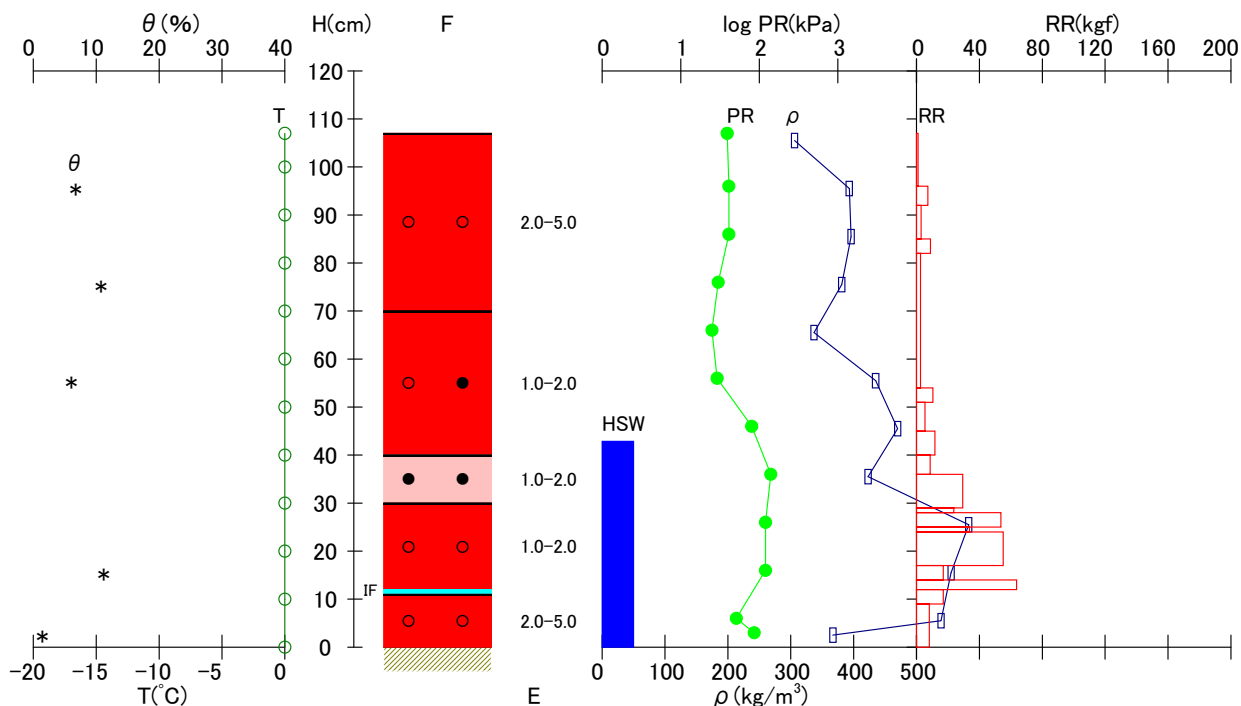 θ(%) H(cm) F log PR(kPa) RR(kgf)
0 10 20 30 40 0 1 2 3 0 40 80 120 160 200
120
T 110 PR ρ RR
θ 100
90
2.0-5.0
80
70
60
1.0-2.0
50
HSW
40
1.0-2.0
30
1.0-2.0
20
IF 10
2.0-5.0
0
-20 -15 -10 -5 0 0 100 200 300 400 500
T(°C) E ρ(kg/m³)